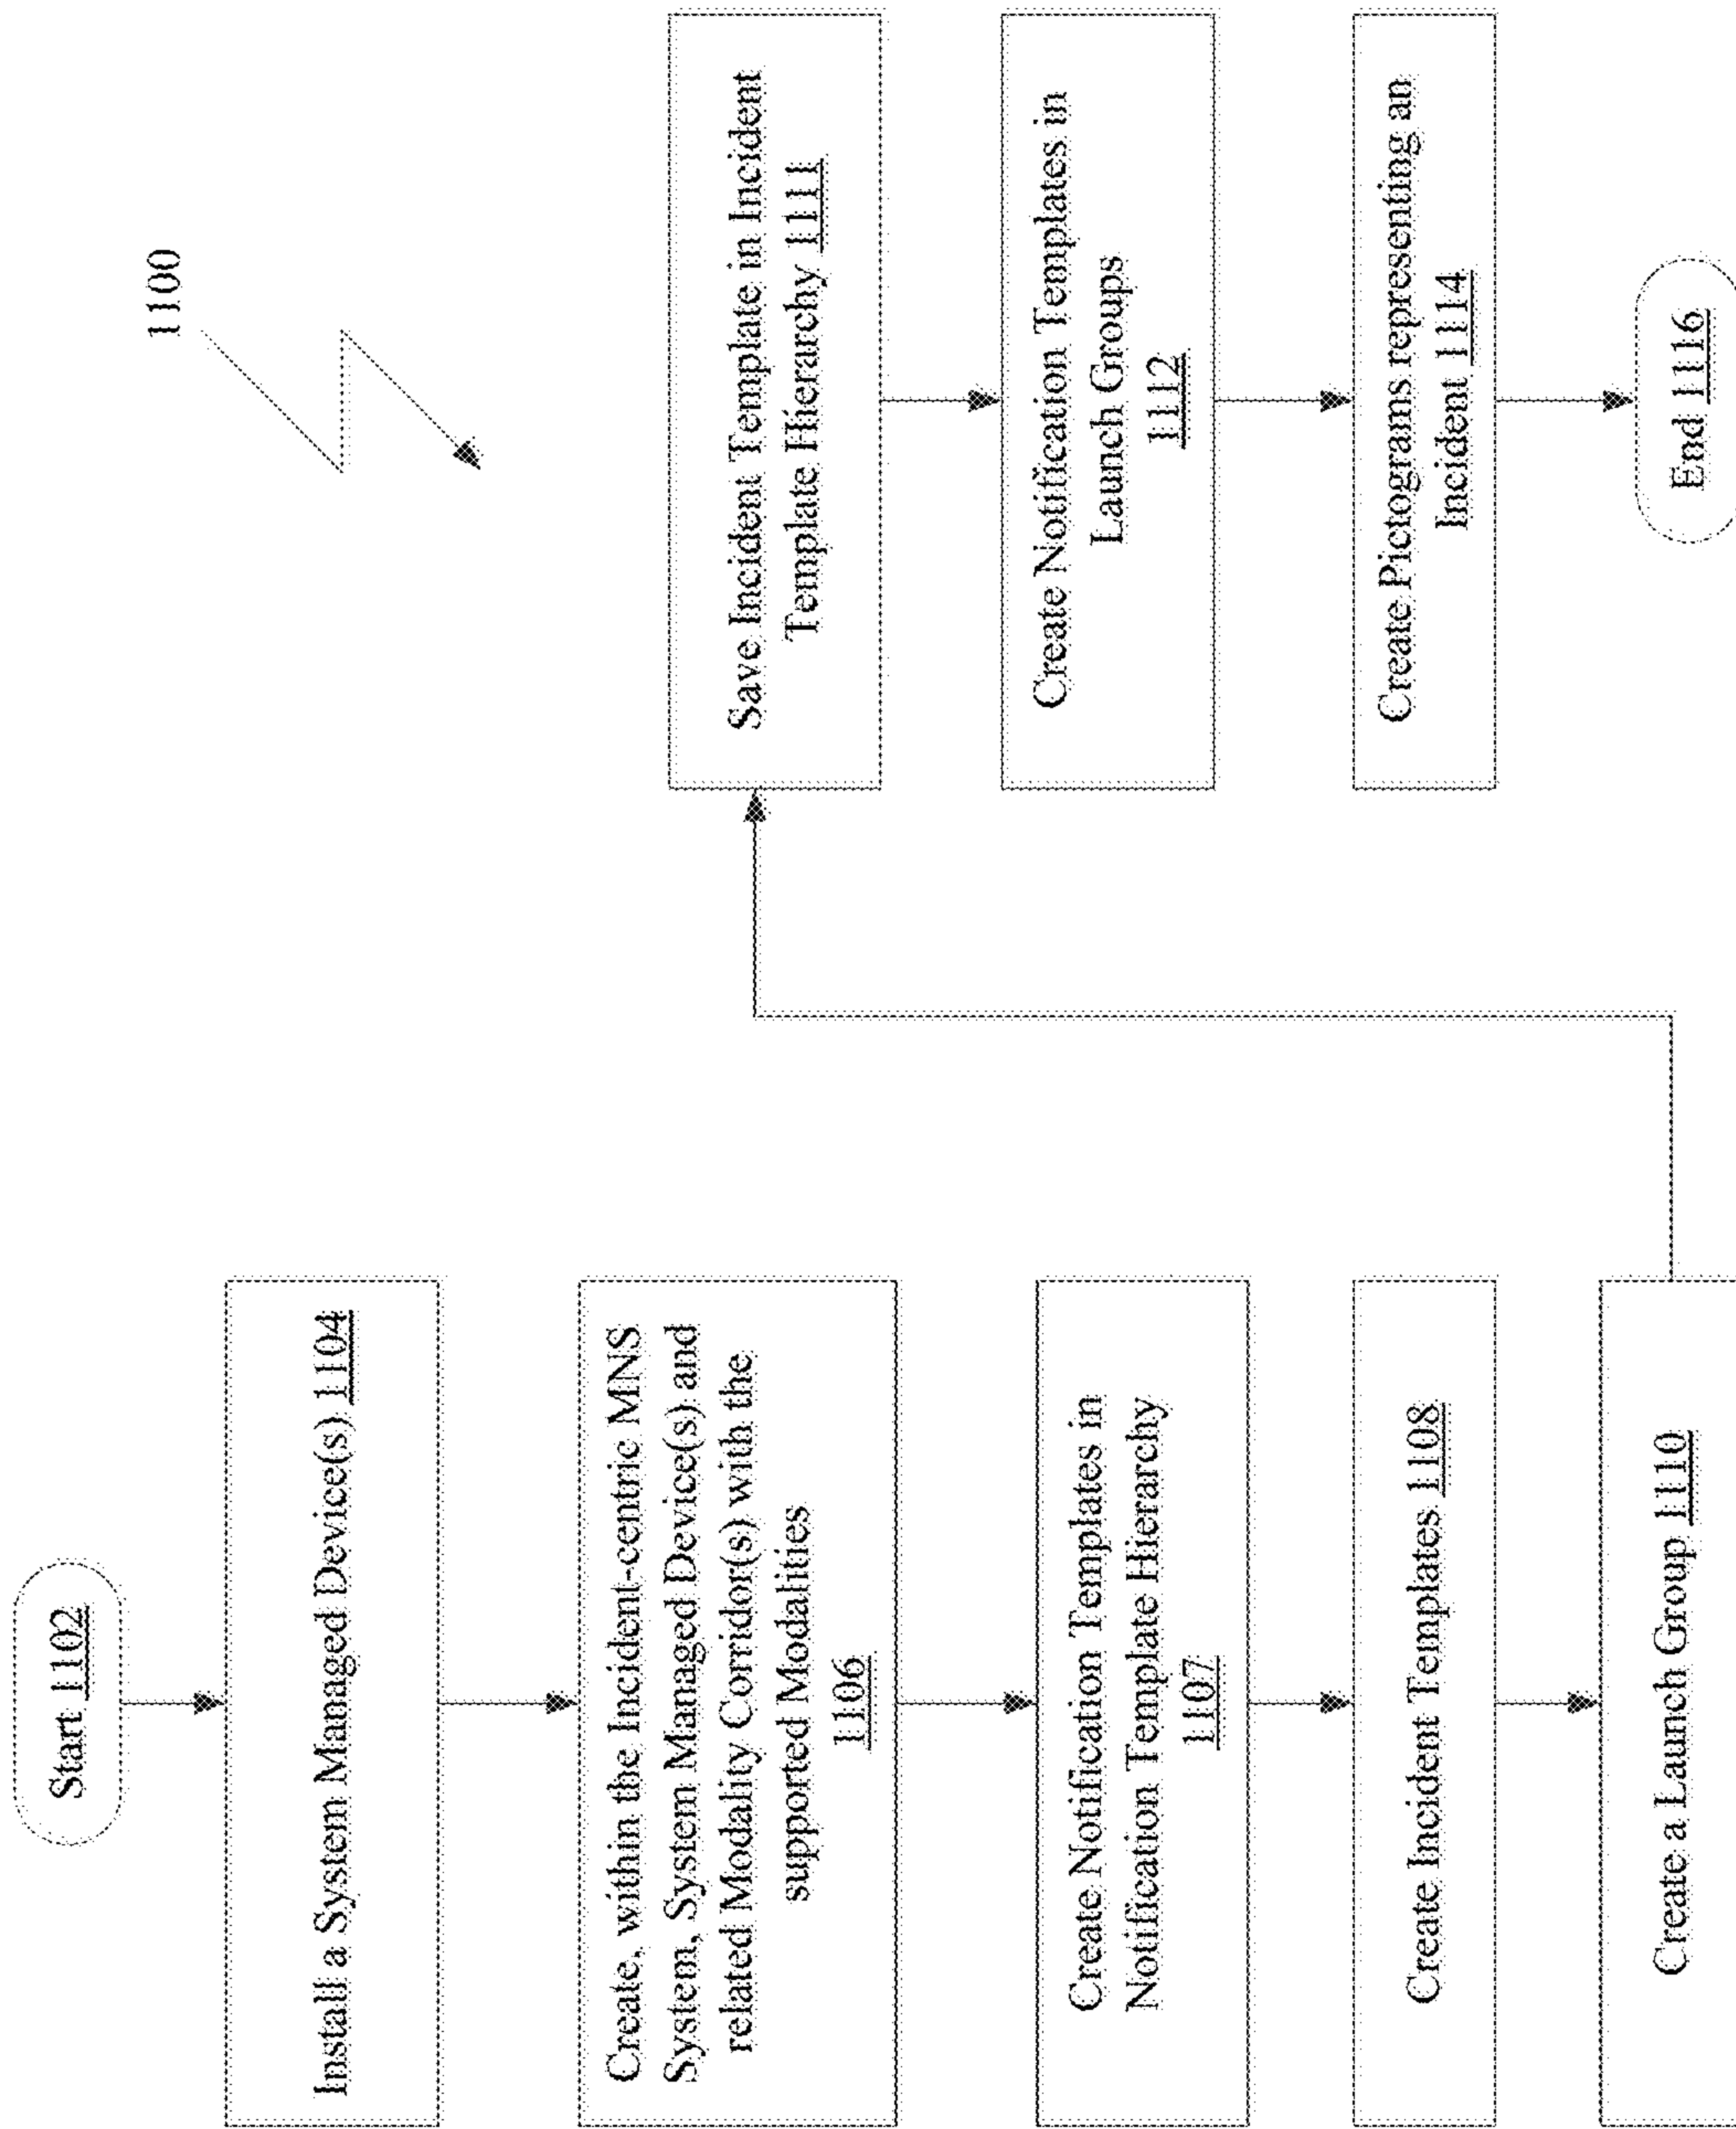 1100
Start 1102
Install a System Managed Device(s) 1104
Create, within the Incident-centric MNS
System, System Managed Device(s) and
related Modality Corridor(s) with the
supported Modalities
1106
Create Notification Templates in
Notification Template Hierarchy
1107
Create Incident Templates 1108
Create a Launch Group 1110
Save Incident Template in Incident
Template Hierarchy 1111
Create Notification Templates in
Launch Groups
1112
Create Pictograms representing an
Incident 1114
End 1116